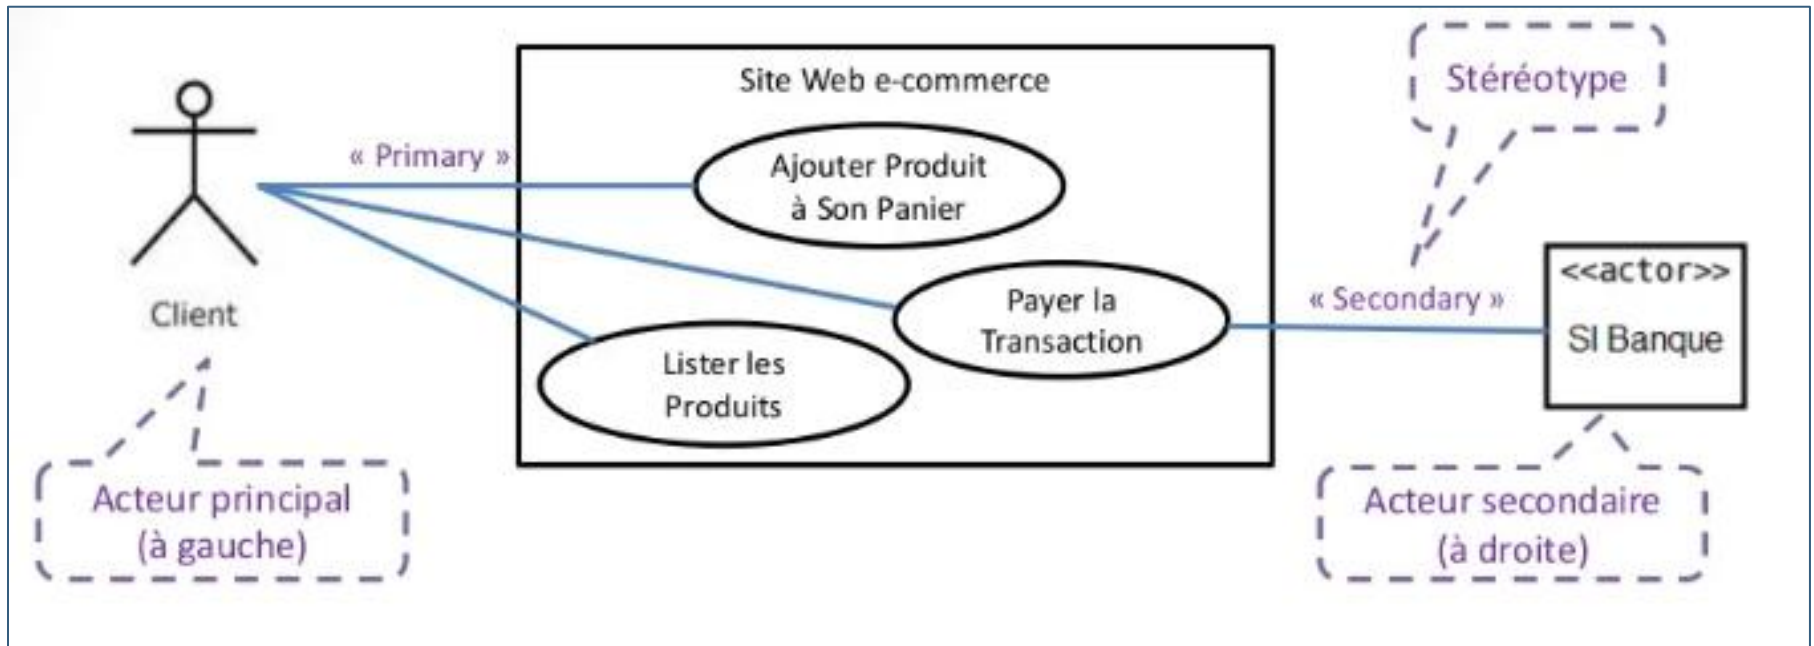 Site Web e-commerce
Stéréotype
« Primary »
Ajouter Produit
à Son Panier
Client
Payer la
Transaction
« Secondary »
<<actor>>
SI Banque
Lister les
Produits
Acteur principal
(à gauche)
Acteur secondaire
(à droite)